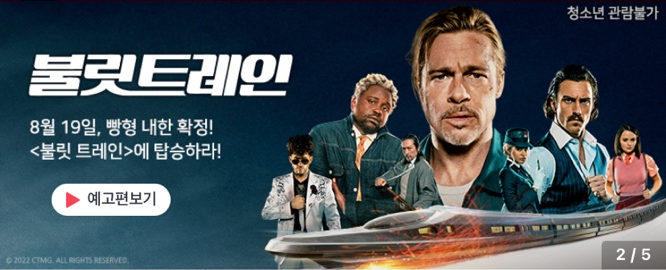 청소년 관람불가
불릿트레인
8월 19일, 빵형 내한 확정!
<불릿 트레인>에 탑승하라!
예고편보기
© 2022 CTMG. ALL RIGHTS RESERVED.
2 / 5